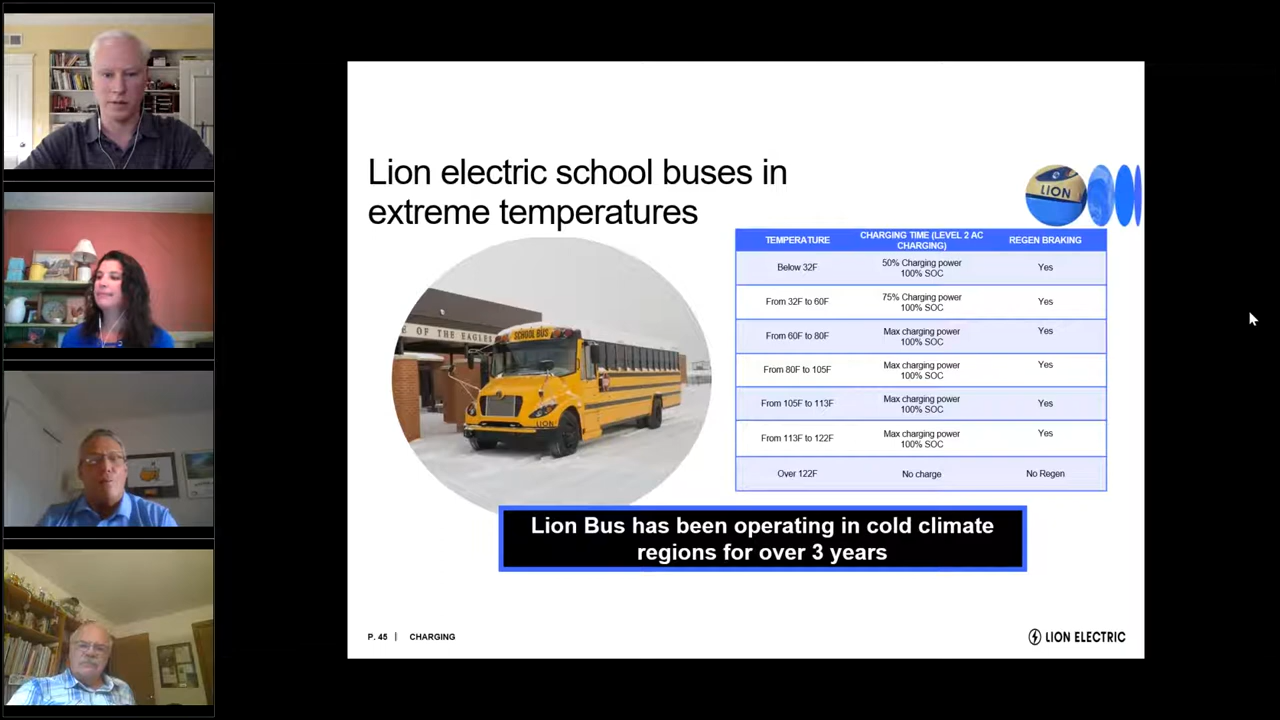 Lion electric school buses in
extreme temperatures
LION
TEMPERATURE
CHARGING TIME (LEVEL 2 AC
CHARGING)
REGEN BRAKING
Below 32F
50% Charging power
100% SOC
Yes
From 32F to 60F
75% Charging power
100% SOC
Yes
From 60F to 80F
Max charging power
100% SOC
Yes
From 80F to 105F
Max charging power
100% SOC
Yes
From 105F to 113F
Max charging power
100% SOC
Yes
From 113F to 122F
Max charging power
100% SOC
Yes
Over 122F
No charge
No Regen
E OF THE EAGLES
SCHOOL BUS
LION
Lion Bus has been operating in cold climate
regions for over 3 years
P. 45 | CHARGING
LION ELECTRIC